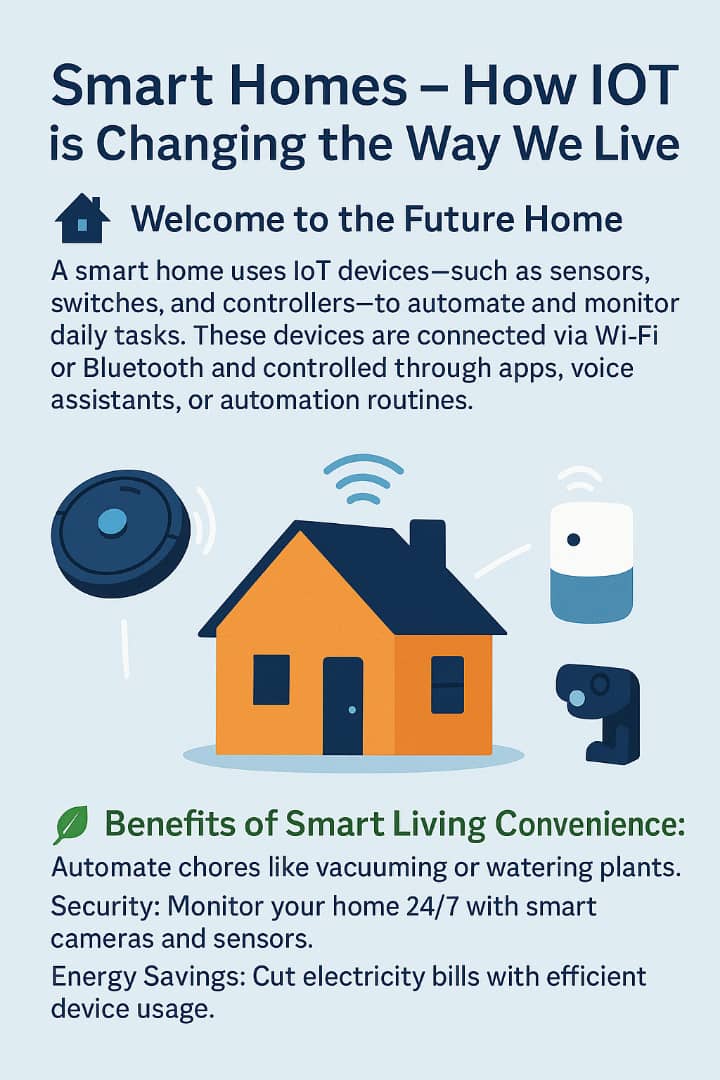 Smart Homes – How IOT
is Changing the Way We Live
Welcome to the Future Home
A smart home uses IoT devices—such as sensors,
switches, and controllers—to automate and monitor
daily tasks. These devices are connected via Wi-Fi
or Bluetooth and controlled through apps, voice
assistants, or automation routines.
Benefits of Smart Living Convenience:
Automate chores like vacuuming or watering plants.
Security: Monitor your home 24/7 with smart
cameras and sensors.
Energy Savings: Cut electricity bills with efficient
device usage.